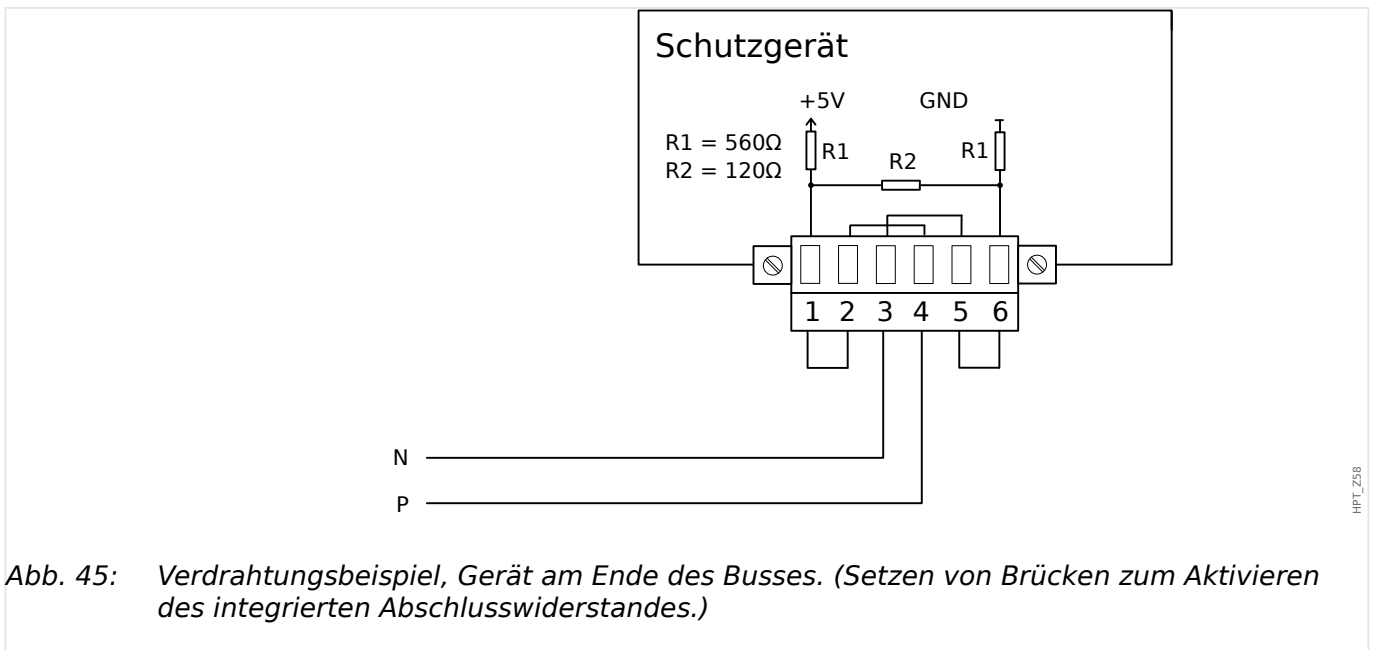 Schutzgerät
+5V GND
R1 = 560Ω
R2 = 120Ω
R1 R2 R1
1 2 3 4 5 6
N
P
HPT_Z58
Abb. 45: Verdrahtungsbeispiel, Gerät am Ende des Busses. (Setzen von Brücken zum Aktivieren
des integrierten Abschlusswiderstandes.)